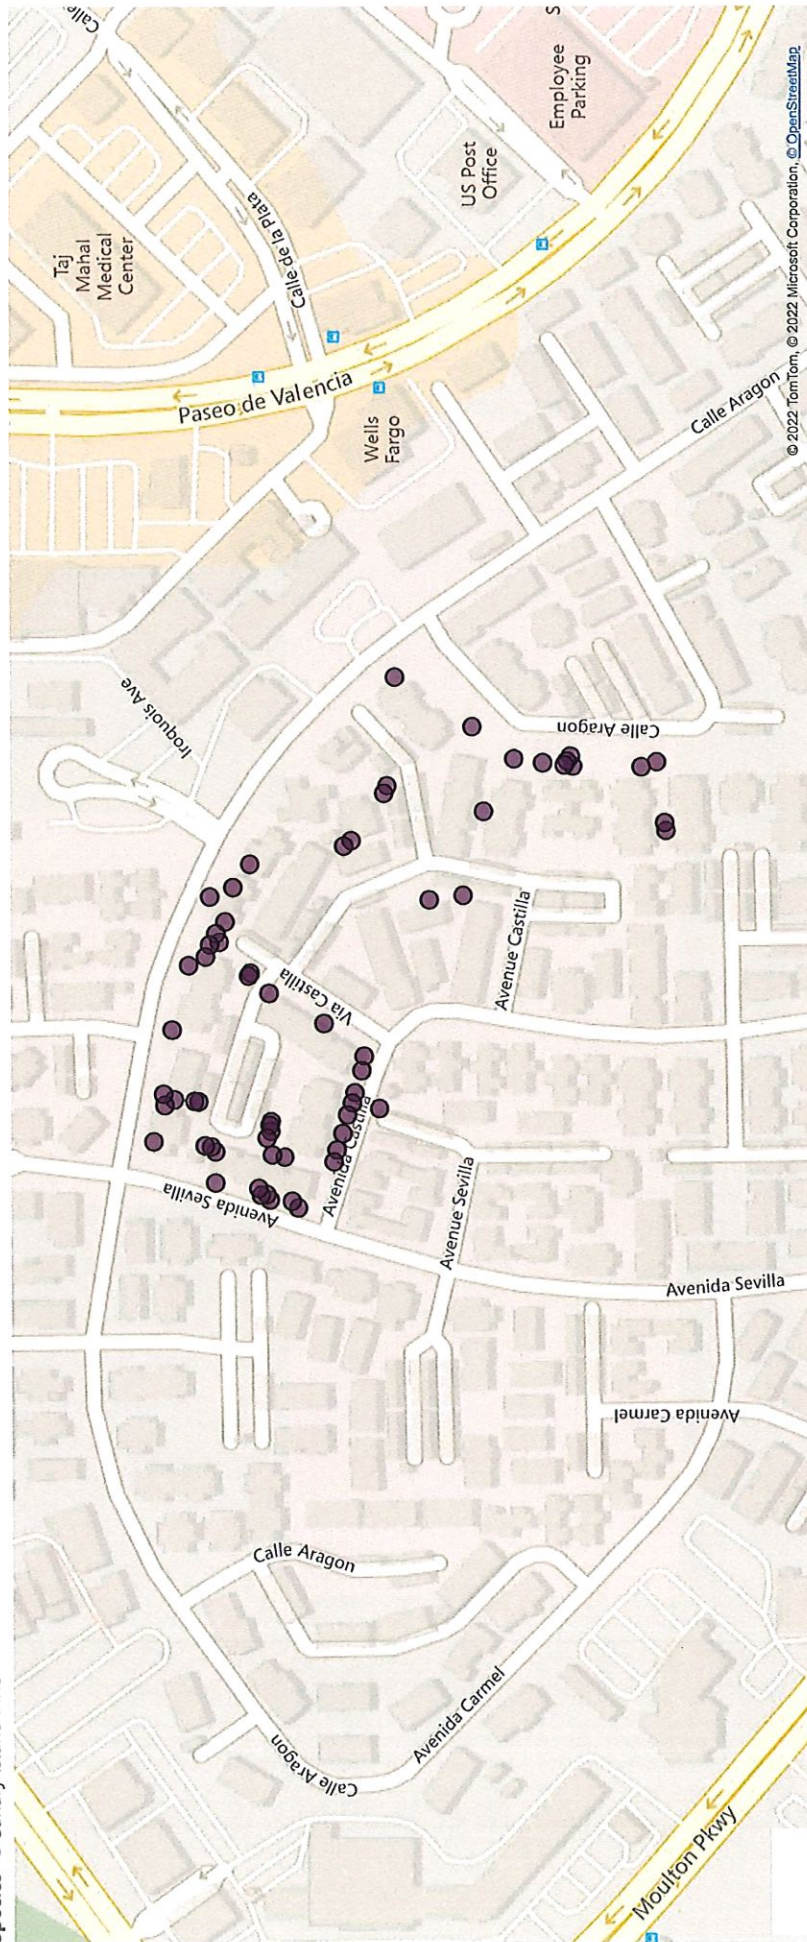 Calle
Taj
Mahal
Medical
Center
Calle de la Plata
US Post
Office
Employee
Parking
S
Paseo de Valencia
Wells
Fargo
Calle Aragon
© 2022 TomTom, © 2022 Microsoft Corporation, © OpenStreetMap
Iroquois Ave
Calle Aragon
Via Castilla
Avenue Castilla
Avenida Castilla
Avenida Sevilla
Avenue Sevilla
Avenida Sevilla
Avenida Carmel
Calle Aragon
Avenida Carmel
Calle Aragon
Moulton Pkwy